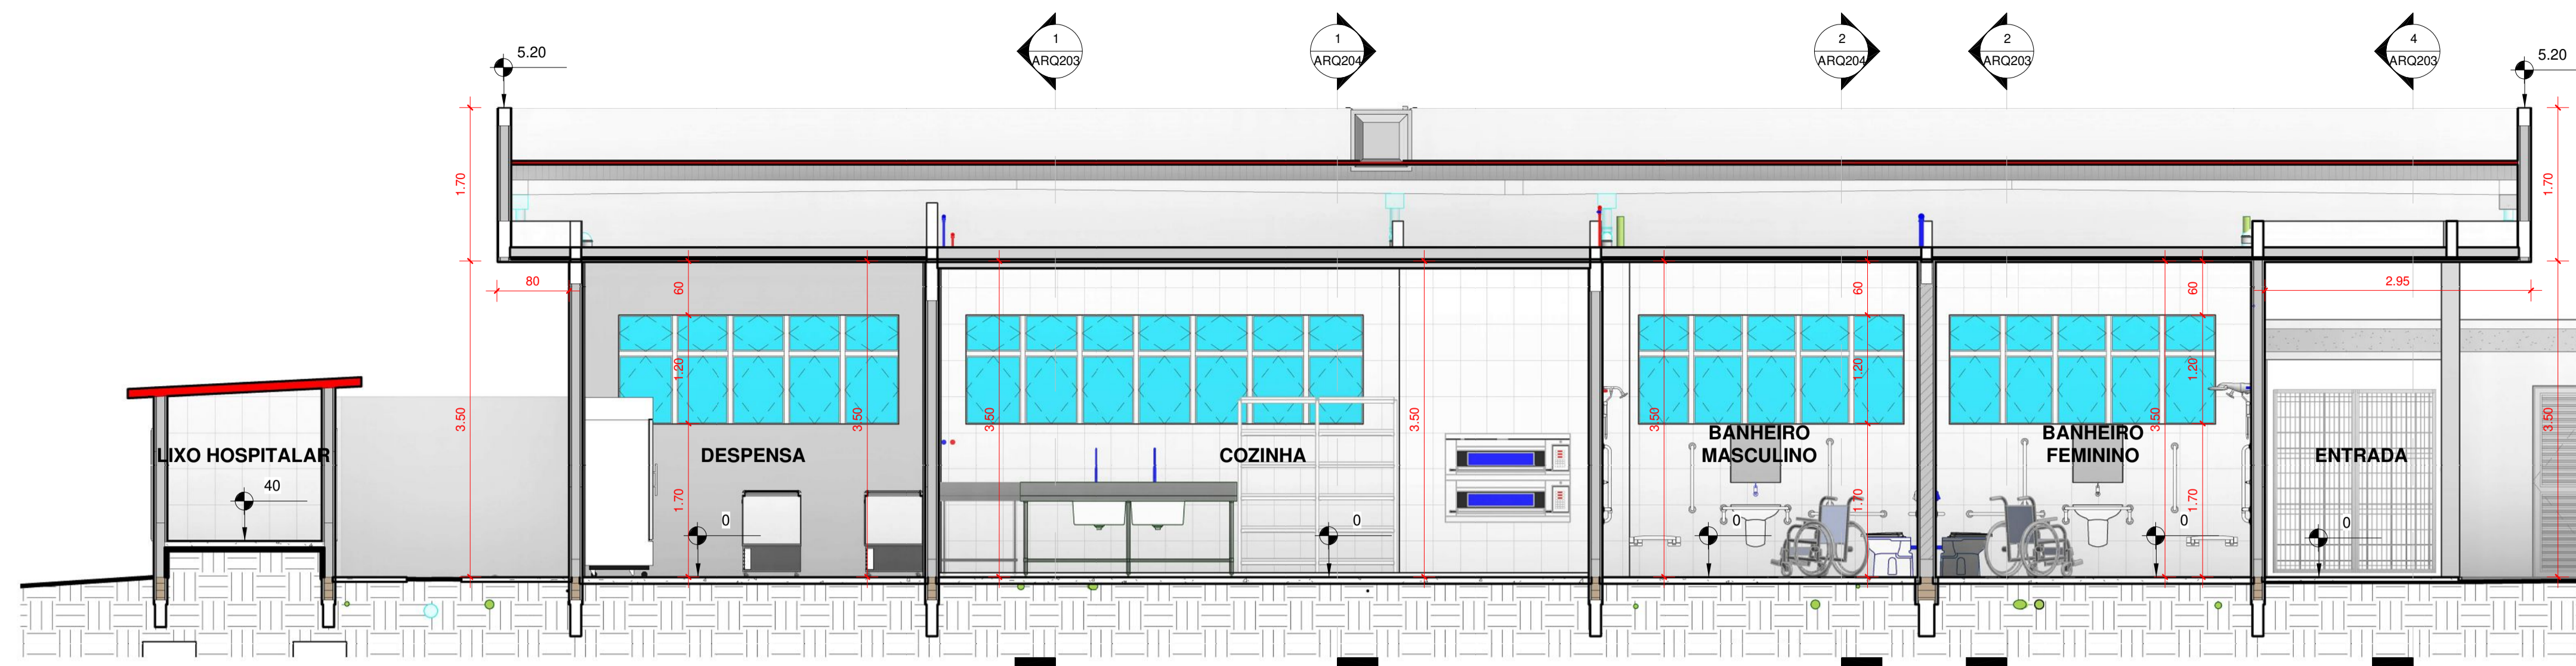 1
ARQ203
1
ARQ204
2
ARQ204
2
ARQ203
4
ARQ203
5.20
5.20
1.70
1.70
80
2.95
60
60
60
1.20
1.20
1.20
3.50
3.50
3.50
3.50
3.50
3.50
3.50
1.70
1.70
1.70
LIXO HOSPITALAR
DESPENSA
COZINHA
BANHEIRO
MASCULINO
BANHEIRO
FEMININO
ENTRADA
40
0
0
0
0
0